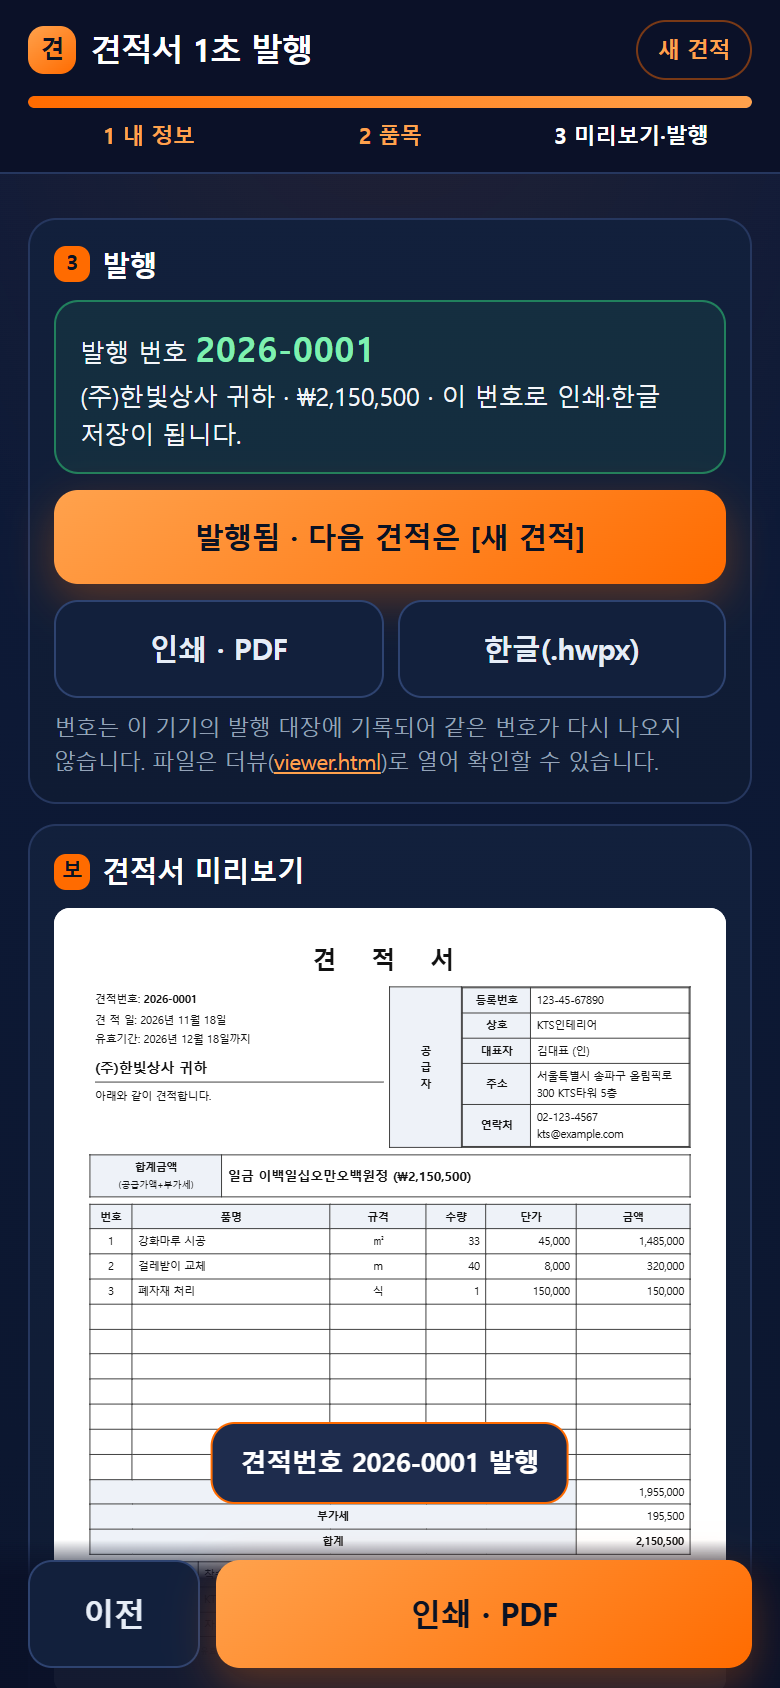 견 견적서 1초 발행
새 견적
1 내 정보
2 품목
3 미리보기·발행
3 발행
발행 번호 2026-0001
(주)한빛상사 귀하 · ₩2,150,500 · 이 번호로 인쇄·한글
저장이 됩니다.
발행됨 · 다음 견적은 [새 견적]
인쇄 · PDF
한글(.hwpx)
번호는 이 기기의 발행 대장에 기록되어 같은 번호가 다시 나오지
않습니다. 파일은 더뷰(viewer.html)로 열어 확인할 수 있습니다.
보 견적서 미리보기
견 적 서
견적번호: 2026-0001
견 적 일: 2026년 11월 18일
유효기간: 2026년 12월 18일까지
(주)한빛상사 귀하
아래와 같이 견적합니다.
공
급
자
등록번호 123-45-67890
상호 KTS인테리어
대표자 김대표 (인)
주소 서울특별시 송파구 올림픽로
300 KTS타워 5층
연락처 02-123-4567
kts@example.com
합계금액
(공급가액+부가세)
일금 이백일십오만오백원정 (₩2,150,500)
번호 품명 규격 수량 단가 금액
1 강화마루 시공 ㎡ 33 45,000 1,485,000
2 걸레받이 교체 m 40 8,000 320,000
3 폐자재 처리 식 1 150,000 150,000
견적번호 2026-0001 발행
1,955,000
부가세 195,500
합계 2,150,500
이전
인쇄 · PDF